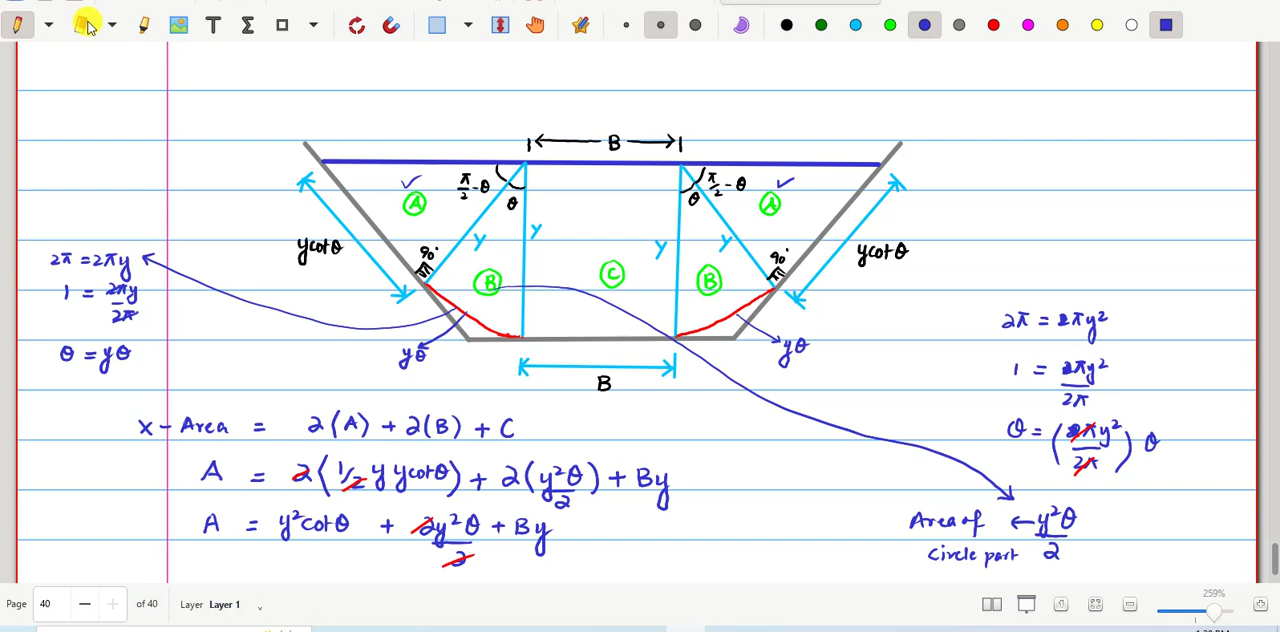 B
π/2 - θ
θ
θ
π/2 - θ
A
A
y
y
y
y
ycotθ
90°
90°
ycotθ
B
C
B
2π = 2πy
1 = 2πy/2π
θ = yθ
yθ
yθ
B
2π = 2πy²
1 = 2πy²/2π
θ = (2πy²/2π) θ
x - Area = 2(A) + 2(B) + C
A = 2(1/2 y ycotθ) + 2(y²θ/2) + By
A = y²cotθ + 2y²θ/2 + By
Area of ← y²θ/2
circle part
Page 40 of 40 Layer Layer 1
259%